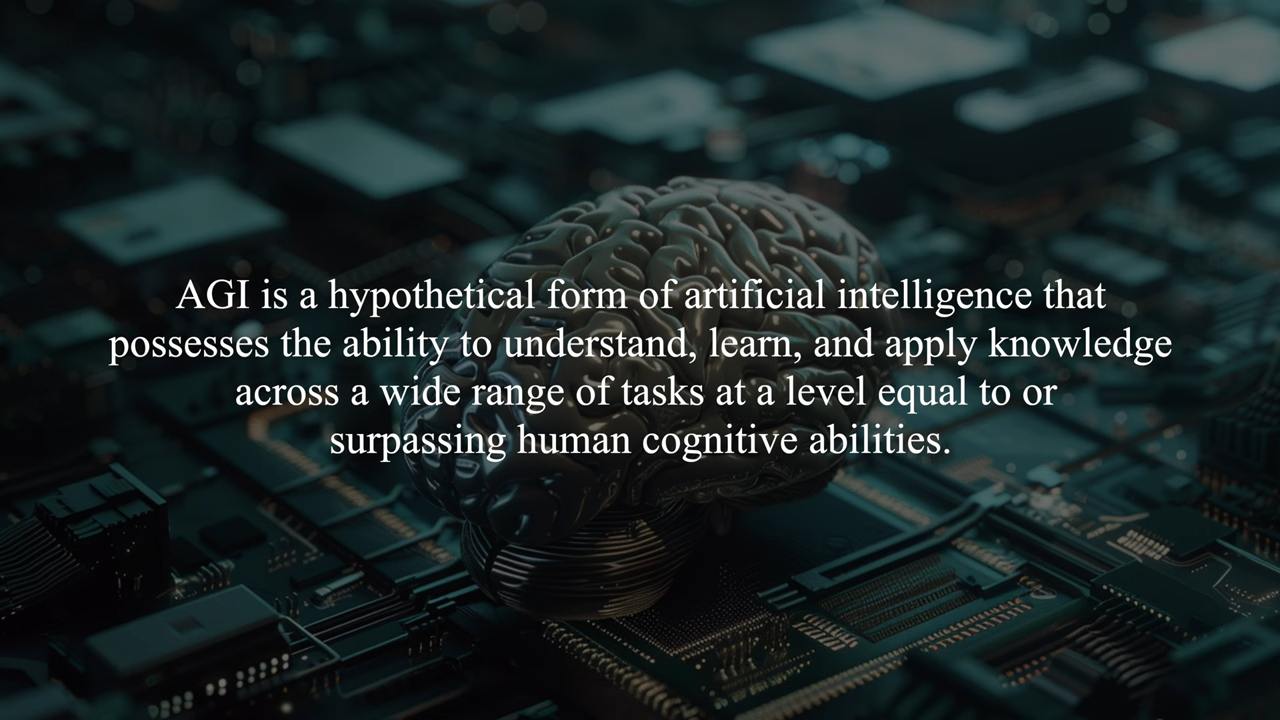 AGI is a hypothetical form of artificial intelligence that
possesses the ability to understand, learn, and apply knowledge
across a wide range of tasks at a level equal to or
surpassing human cognitive abilities.